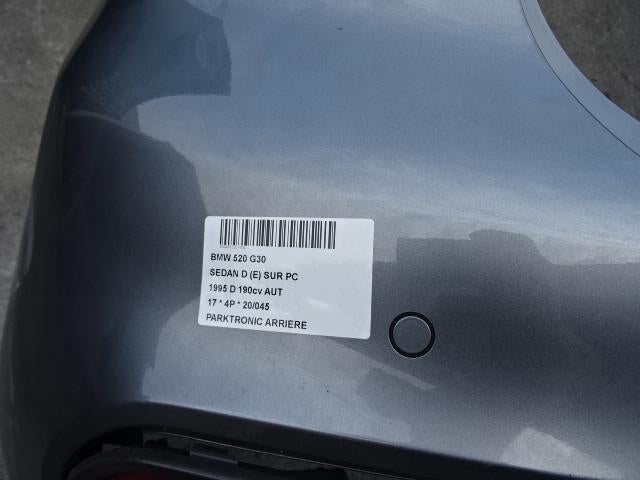 BMW 520 G30
SEDAN D (E) SUR PC
1995 D 190cv AUT
17 * 4P * 20/045
PARKTRONIC ARRIERE